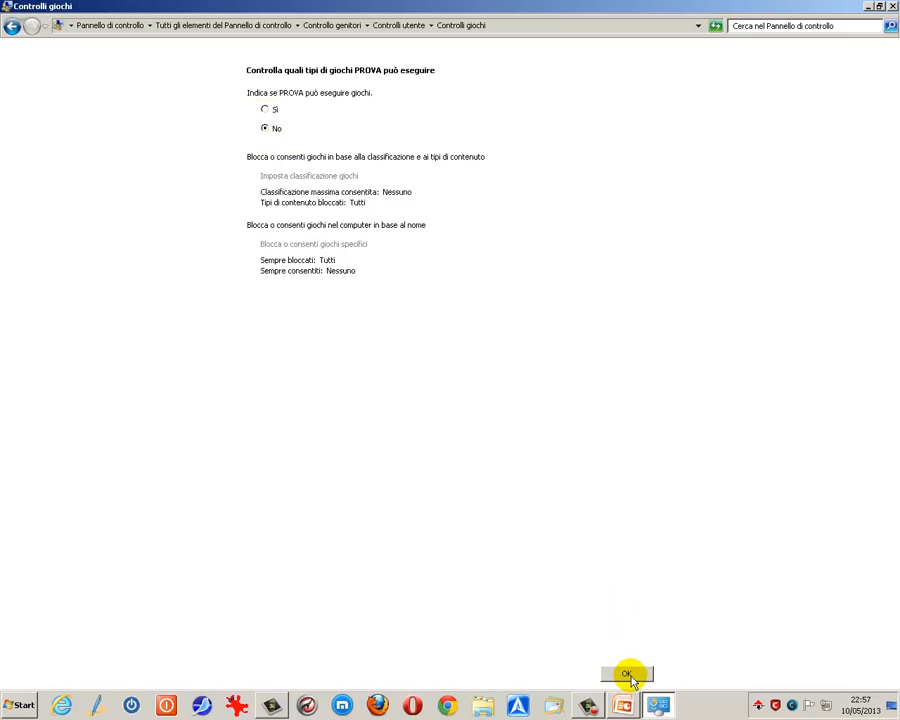 Controlli giochi
Pannello di controllo
Tutti gli elementi del Pannello di controllo
Controllo genitori
Controlli utente
Controlli giochi
Cerca nel Pannello di controllo
Controlla quali tipi di giochi PROVA può eseguire
Indica se PROVA può eseguire giochi.
Sì
No
Blocca o consenti giochi in base alla classificazione e ai tipi di contenuto
Imposta classificazione giochi
Classificazione massima consentita: Nessuno
Tipi di contenuto bloccati: Tutti
Blocca o consenti giochi nel computer in base al nome
Blocca o consenti giochi specifici
Sempre bloccati: Tutti
Sempre consentiti: Nessuno
OK
Start
22:57
10/05/2013